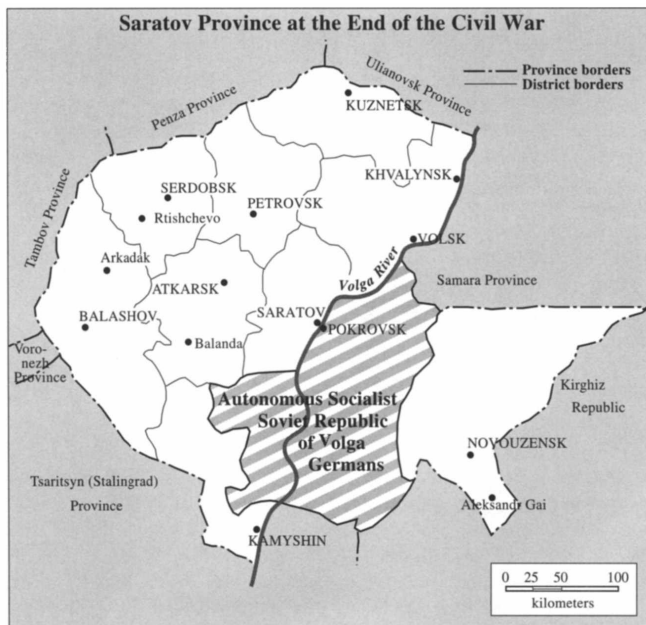 Saratov Province at the End of the Civil War
Province borders
District borders
Ulianovsk Province
Penza Province
KUZNETSK
KHVALYNSK
Tambov Province
SERDOBSK
PETROVSK
Rtishchevo
VOLSK
Volga River
Arkadak
ATKARSK
Samara Province
SARATOV
POKROVSK
BALASHOV
Balanda
Voro-
nezh
Province
Autonomous Socialist
Soviet Republic
of Volga
Germans
Kirghiz
Republic
NOVOUZENSK
Tsaritsyn (Stalingrad)
Province
Aleksandr Gai
KAMYSHIN
0 25 50 100
kilometers